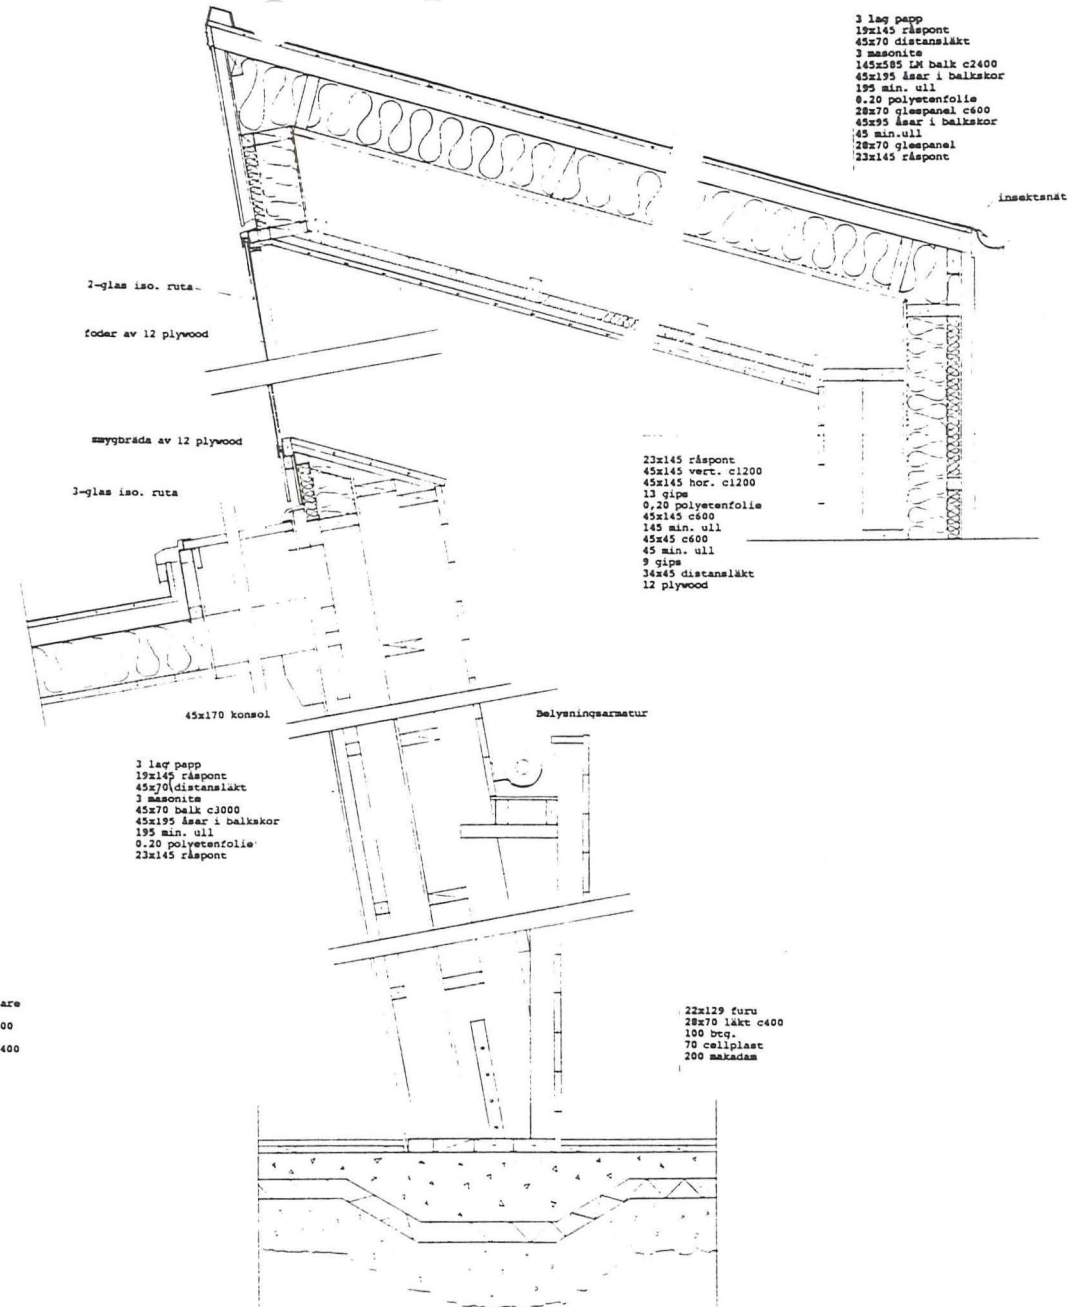 3 lag papp
19x145 råspont
45x70 distansläkt
3 masonite
145x585 LM balk c2400
45x195 åsar i balkskor
195 min. ull
0.20 polyetenfolie
28x70 glespanel c600
45x95 åsar i balkskor
45 min.ull
28x70 glespanel
23x145 råspont
insektsnät
2-glas iso. ruta
foder av 12 plywood
smygbräda av 12 plywood
3-glas iso. ruta
23x145 råspont
45x145 vert. c1200
45x145 hor. c1200
13 gips
0,20 polyetenfolie
45x145 c600
145 min. ull
45x45 c600
45 min. ull
9 gips
34x45 distansläkt
12 plywood
45x170 konsol
Belysningsarmatur
3 lag papp
19x145 råspont
45x70 distansläkt
3 masonite
45x70 balk c3000
45x195 åsar i balkskor
195 min. ull
0.20 polyetenfolie
23x145 råspont
are
00
400
22x129 furu
28x70 läkt c400
100 btg.
70 cellplast
200 makadam